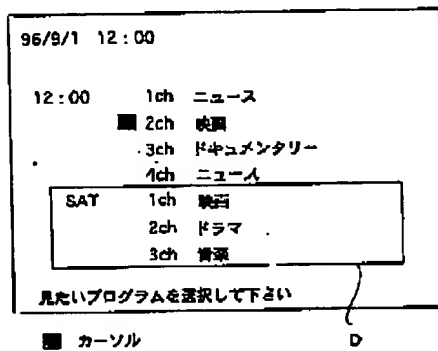 96/9/1 12:00
12:00 1ch ニュース
2ch 映画
3ch ドキュメンタリー
4ch ニュース
SAT 1ch 映画
2ch ドラマ
3ch 音楽
見たいプログラムを選択して下さい
カーソル D